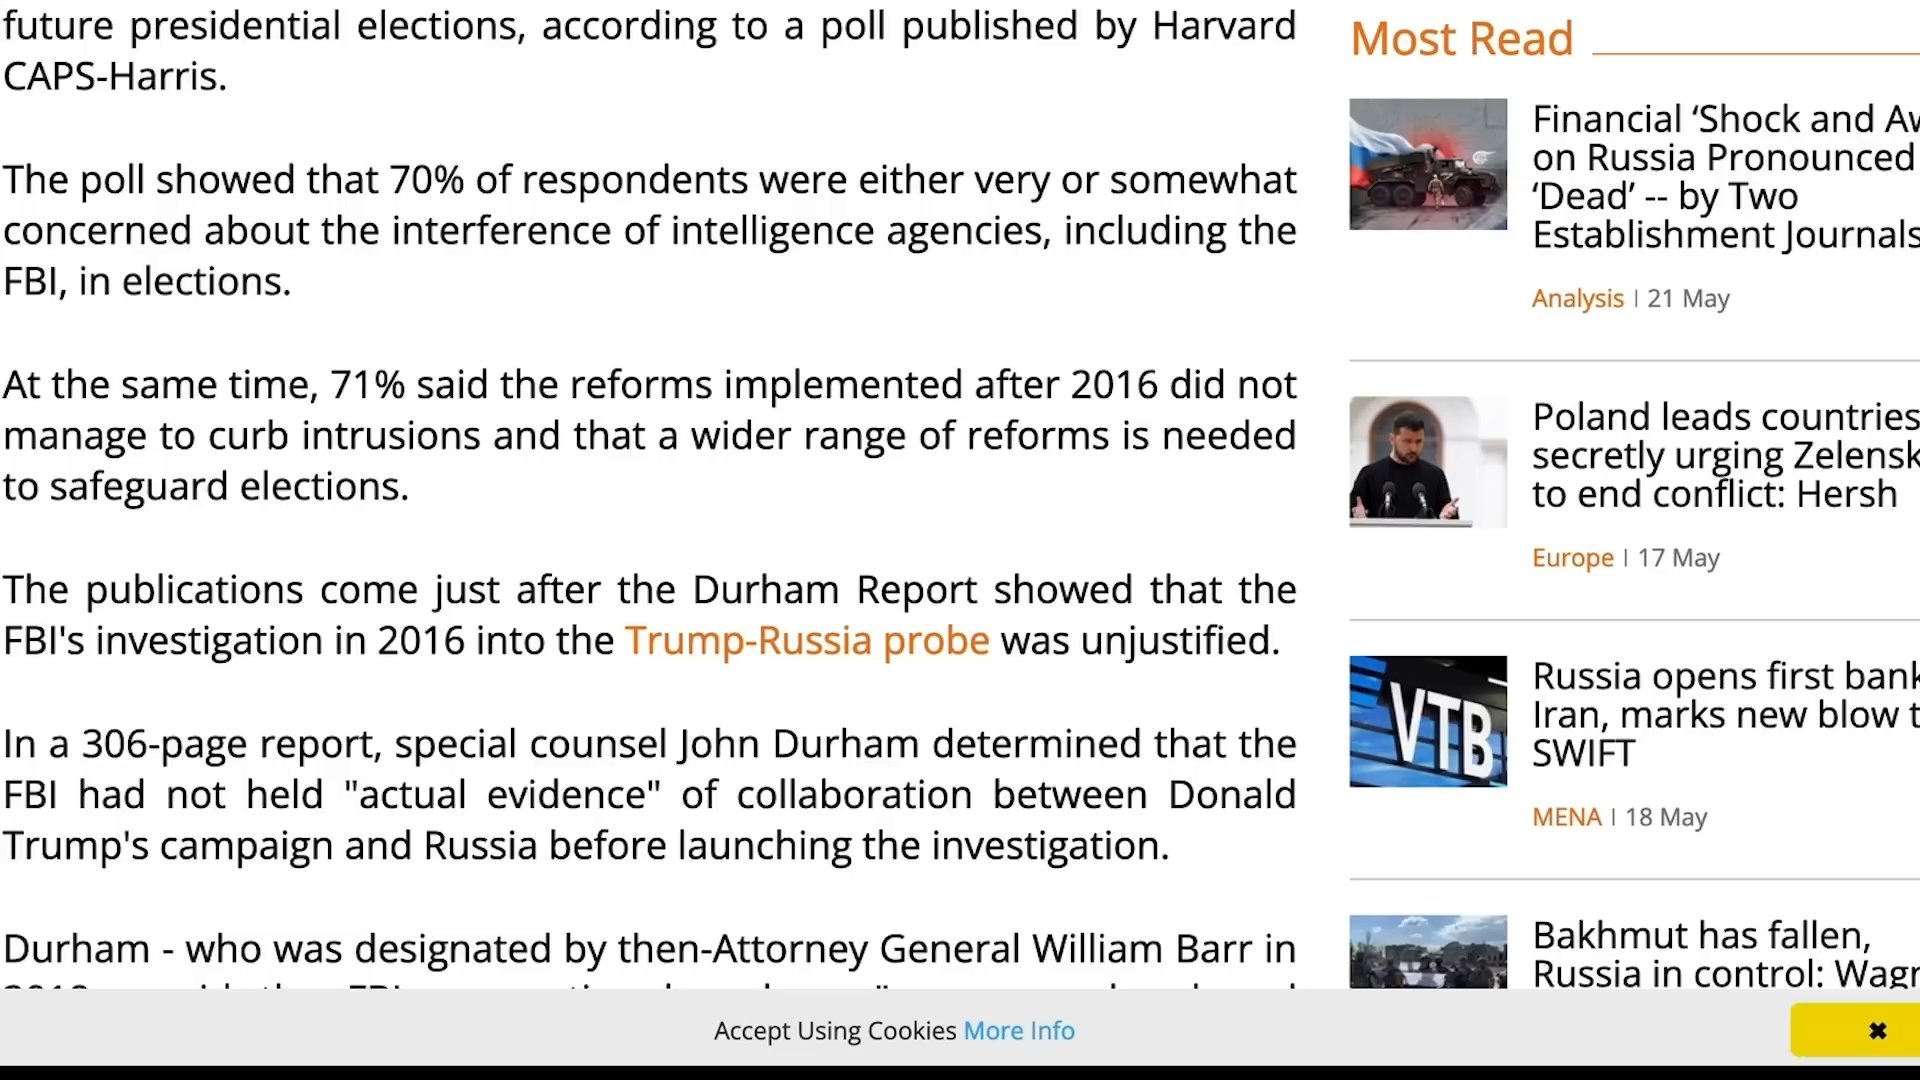 future presidential elections, according to a poll published by Harvard
CAPS-Harris.
The poll showed that 70% of respondents were either very or somewhat
concerned about the interference of intelligence agencies, including the
FBI, in elections.
At the same time, 71% said the reforms implemented after 2016 did not
manage to curb intrusions and that a wider range of reforms is needed
to safeguard elections.
The publications come just after the Durham Report showed that the
FBI's investigation in 2016 into the Trump-Russia probe was unjustified.
In a 306-page report, special counsel John Durham determined that the
FBI had not held "actual evidence" of collaboration between Donald
Trump's campaign and Russia before launching the investigation.
Durham - who was designated by then-Attorney General William Barr in
Most Read
Financial ‘Shock and Aw
on Russia Pronounced
‘Dead’ -- by Two
Establishment Journals
Analysis | 21 May
Poland leads countries
secretly urging Zelensk
to end conflict: Hersh
Europe | 17 May
Russia opens first bank
Iran, marks new blow t
SWIFT
MENA | 18 May
VTB
Bakhmut has fallen,
Russia in control: Wagn
Accept Using Cookies More Info
✖